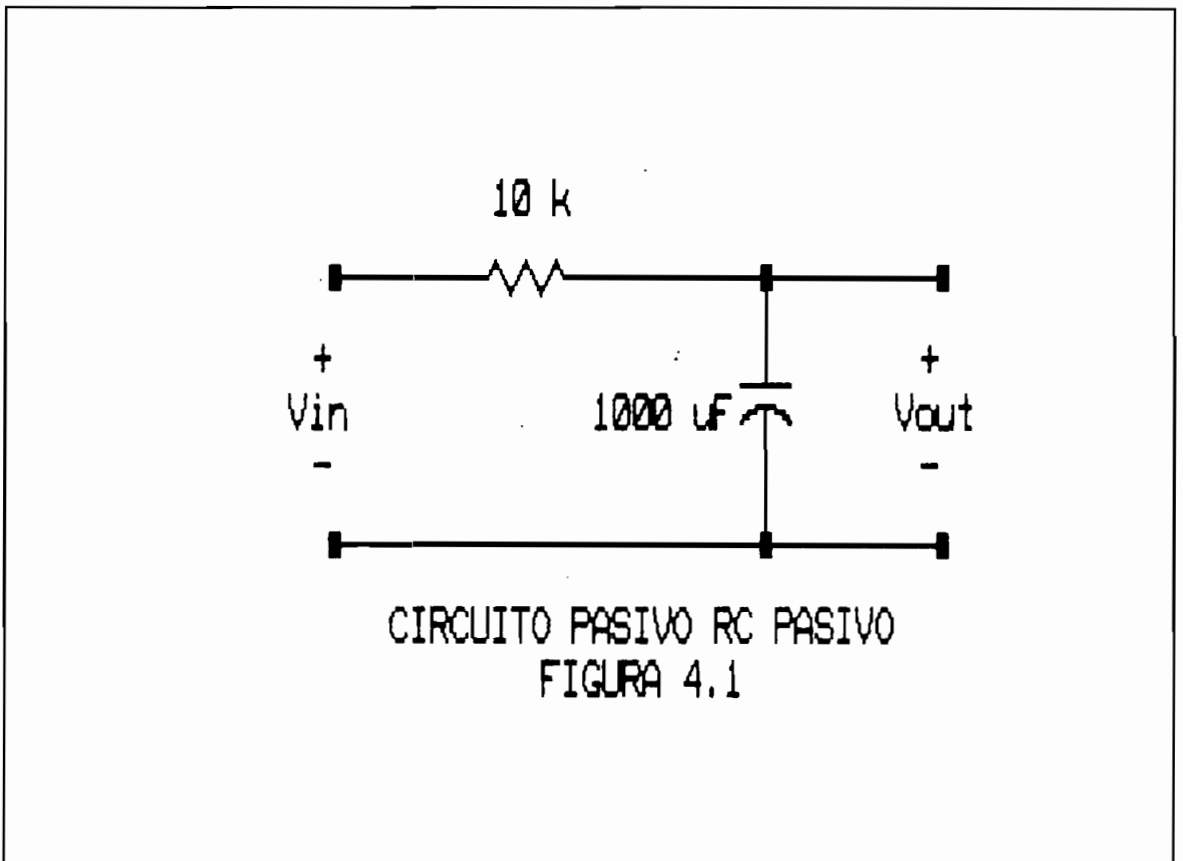 10 k
+
Vin
-
1000 uF
+
Vout
-
CIRCUITO PASIVO RC PASIVO
FIGURA 4.1